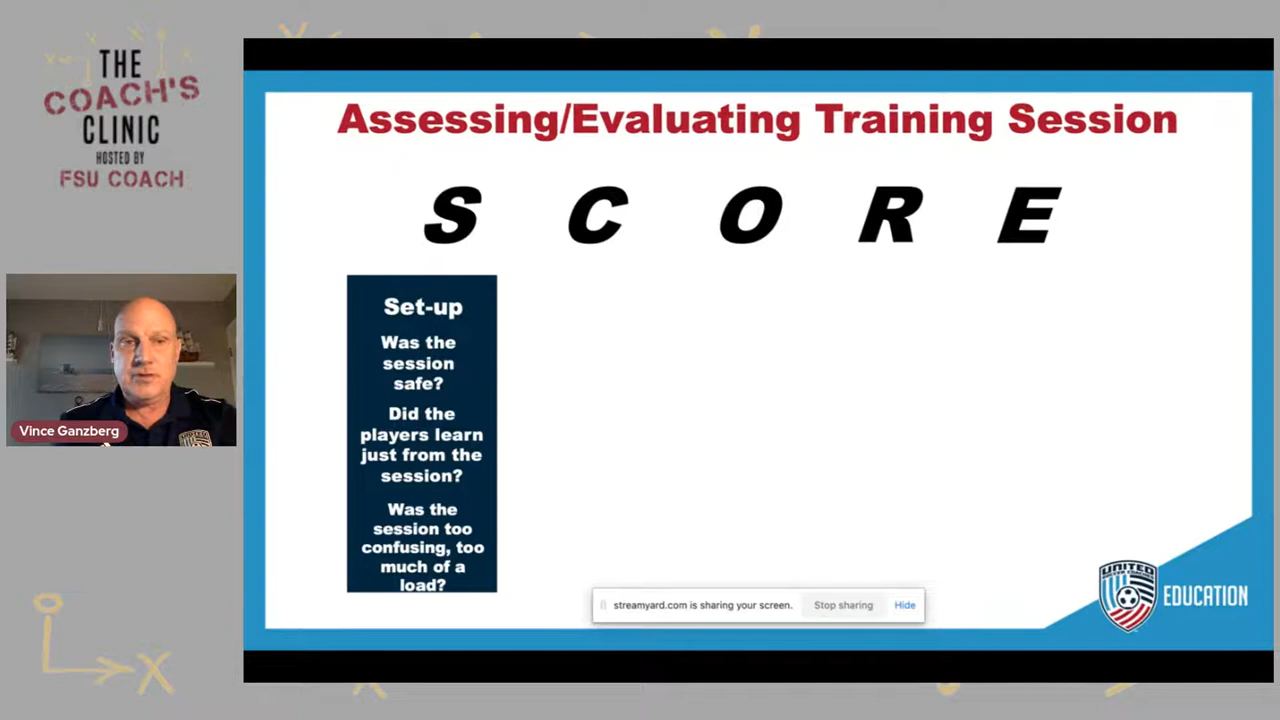 THE
COACH'S
CLINIC
HOSTED BY
FSU COACH
Vince Ganzberg
Assessing/Evaluating Training Session
S C O R E
Set-up
Was the
session
safe?
Did the
players learn
just from the
session?
Was the
session too
confusing, too
much of a
load?
streamyard.com is sharing your screen.
Stop sharing
Hide
UNITED
EDUCATION